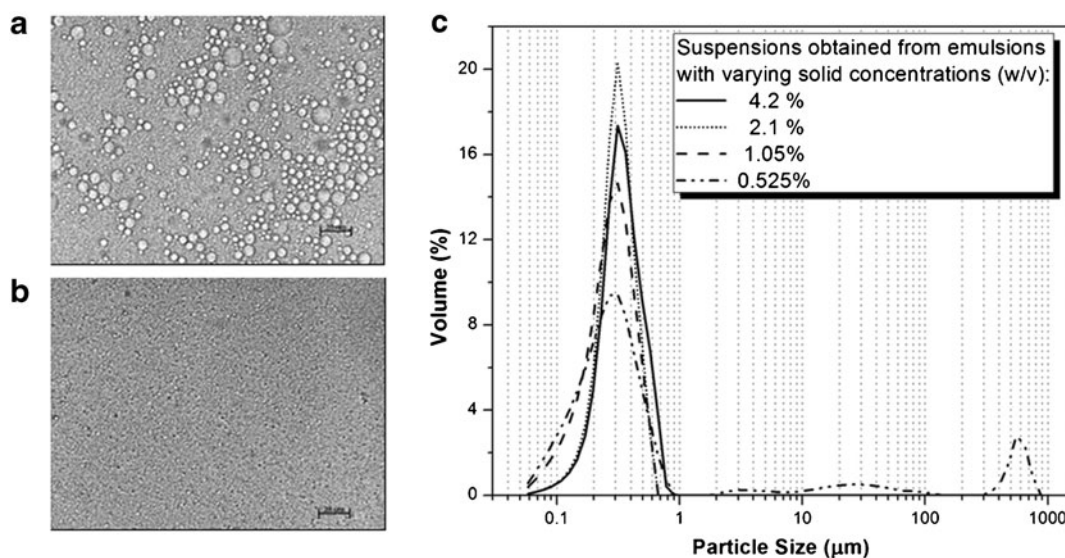 a
b
c
Suspensions obtained from emulsions
with varying solid concentrations (w/v):
4.2 %
2.1 %
1.05%
0.525%
Volume (%)
20
16
12
8
4
0
0.1
1
10
100
1000
Particle Size (μm)